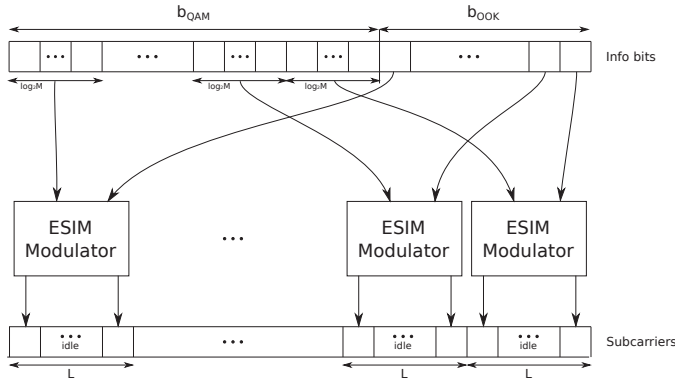 b_QAM b_OOK
... ... ... ... ... Info bits
log₂M log₂M log₂M
ESIM Modulator
...
ESIM Modulator
ESIM Modulator
... ... ... ... Subcarriers
idle idle idle
L L L